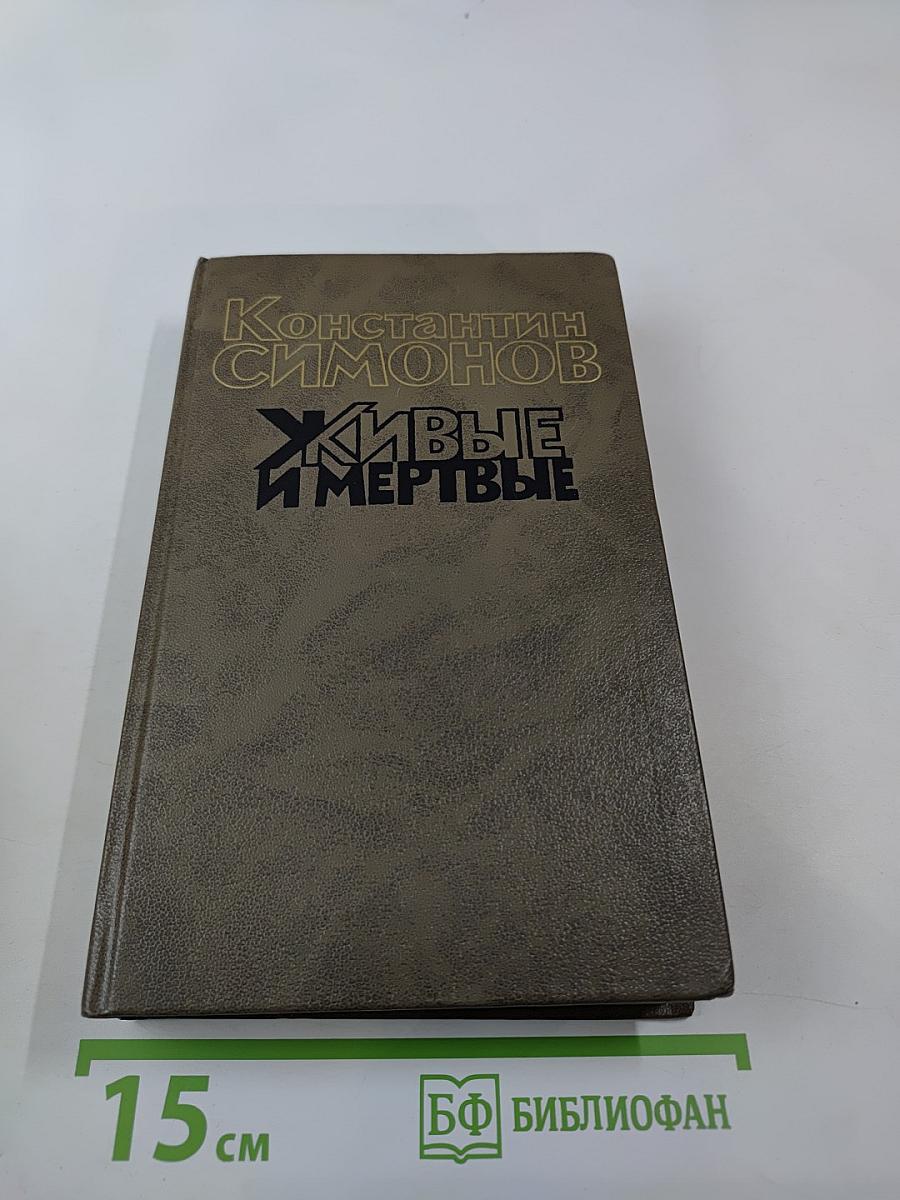 Константин
СИМОНОВ
ЖИВЫЕ
И МЕРТВЫЕ
15 см
БФ БИБЛИОФАН